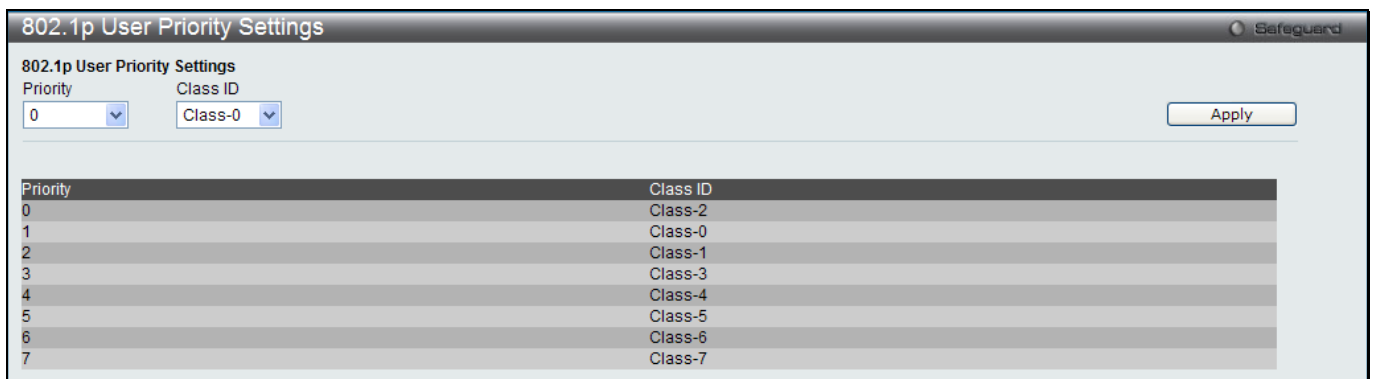 802.1p User Priority Settings Safeguard
802.1p User Priority Settings
Priority Class ID
0 Class-0 Apply
Priority Class ID
0 Class-2
1 Class-0
2 Class-1
3 Class-3
4 Class-4
5 Class-5
6 Class-6
7 Class-7